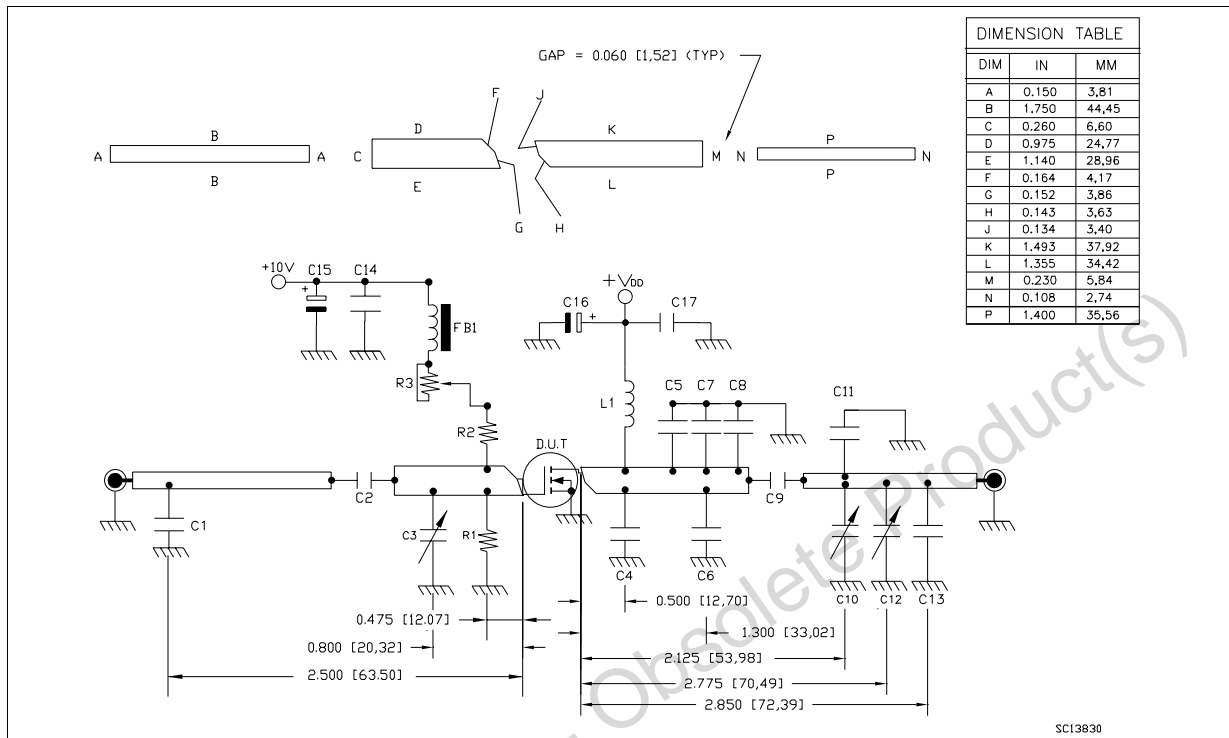 DIMENSION TABLE
DIM IN MM
A 0.150 3,81
B 1.750 44,45
C 0.260 6,60
D 0.975 24,77
E 1.140 28,96
F 0.164 4,17
G 0.152 3,86
H 0.143 3,63
J 0.134 3,40
K 1.493 37,92
L 1.355 34,42
M 0.230 5,84
N 0.108 2,74
P 1.400 35,56
GAP = 0.060 [1,52] (TYP)
F J
B D K P
A A C M N N
B E L P
G H
+10V C15 C14
+
FB1
R3
R2
C16 +VDD C17
+
L1
C5 C7 C8
C11
D.U.T
C2 C9
C1
C3 R1
C4 C6
C10 C12 C13
0.475 [12.07]
0.500 [12,70]
0.800 [20,32]
1.300 [33,02]
2.125 [53,98]
2.500 [63.50]
2.775 [70,49]
2.850 [72,39]
Obsolete Product(s)
SC13830